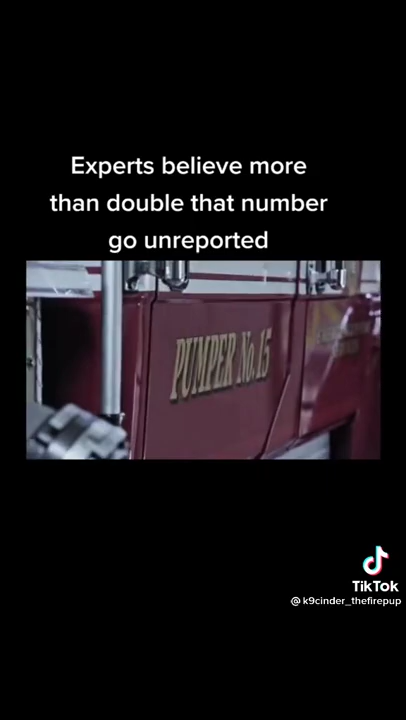 Experts believe more
than double that number
go unreported
PUMPER No. 15
TikTok
@k9cinder_thefirepup